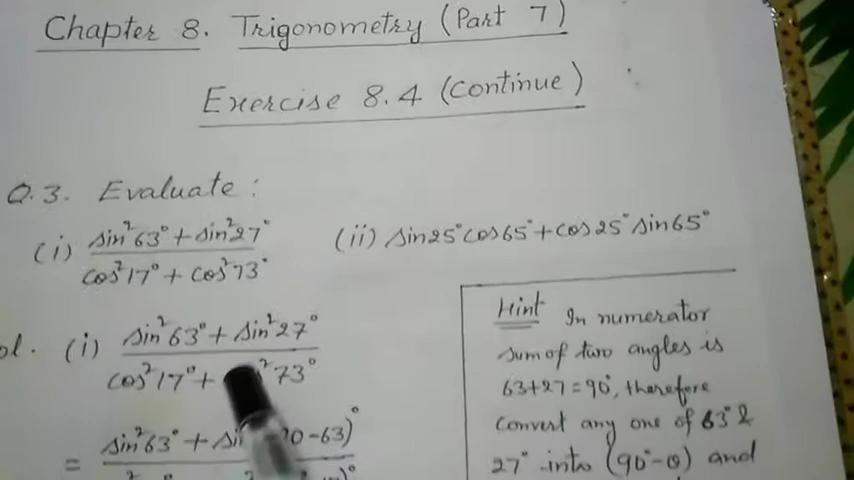 Chapter 8. Trigonometry (Part 7)
Exercise 8.4 (Continue)
Q.3. Evaluate :
(i) sin²63° + sin²27° / cos²17° + cos²73°
(ii) sin25° cos65° + cos25° sin65°
(i) sin²63° + sin²27° / cos²17° + 73°
= sin²63° + -63)°
Hint In numerator
sum of two angles is
63+27=90°, therefore
convert any one of 63° &
27° into (90°-θ) and